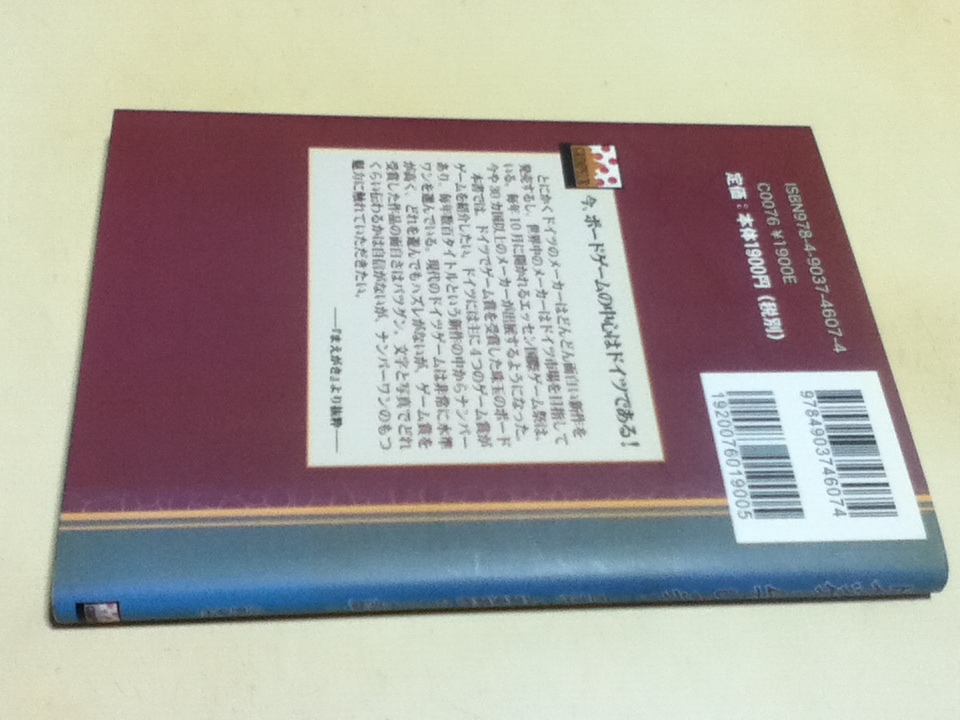 ISBN978-4-9037-4607-4
C0076 ¥1900E
定価：本体1900円（税別）
9784903746074
1920076019005
今、ボードゲームの中心はドイツである！
とにかくドイツのメーカーはどんどん面白い新作を
発売するし、世界中のメーカーはドイツ市場を目指して
いる。毎年10月に開かれるエッセン国際ゲーム祭は、
今や30カ国以上のメーカーが出展するようになった。
本書では、ドイツでゲーム賞を受賞した珠玉のボード
ゲームを紹介したい。ドイツには主に4つのゲーム賞が
あり、毎年数百タイトルという新作の中からナンバー
ワンを選んでいる。現代のドイツゲームは非常に水準
が高く、どれを選んでもハズレがないが、ゲーム賞を
受賞した作品の面白さはバツグン。文字と写真でどれ
くらい伝わるかは自信がないが、ナンバーワンのもつ
魅力に触れていただきたい。
――『まえがき』より抜粋――